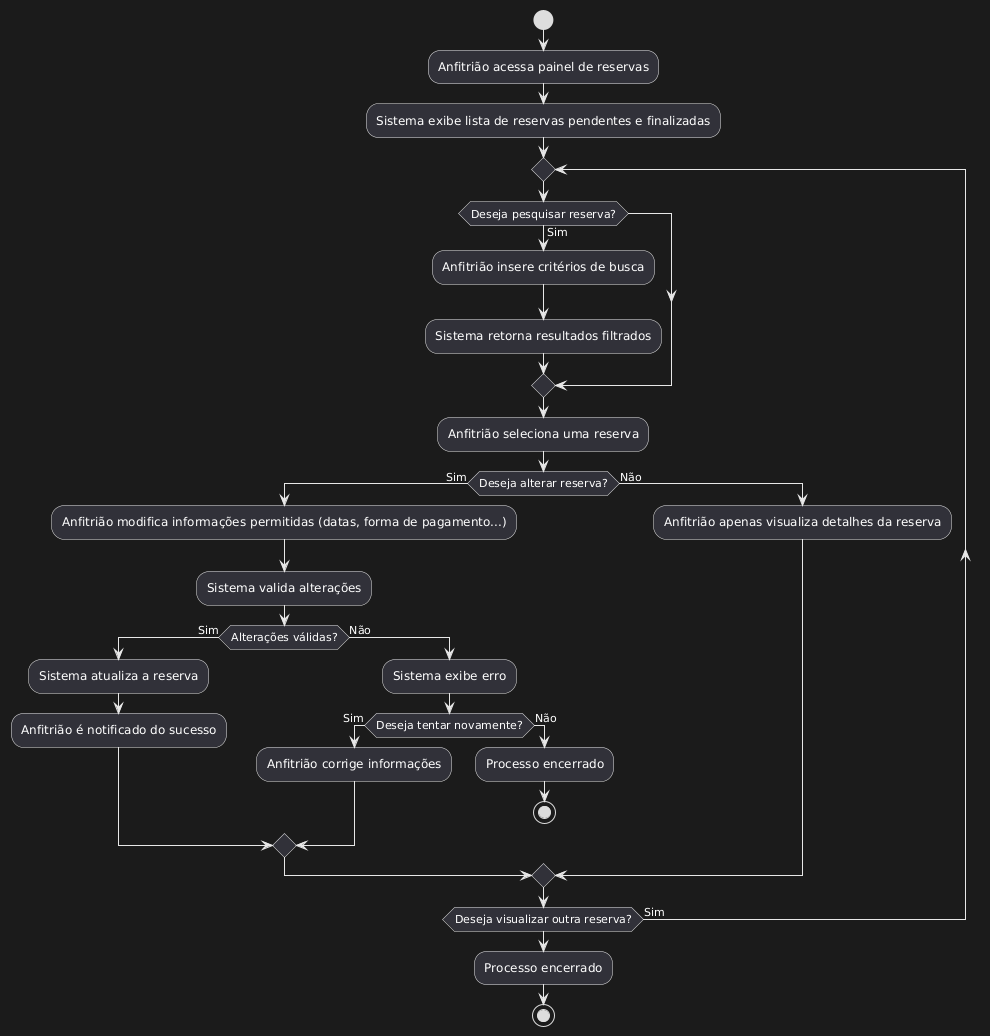 Anfitrião acessa painel de reservas
Sistema exibe lista de reservas pendentes e finalizadas
Deseja pesquisar reserva?
Sim
Anfitrião insere critérios de busca
Sistema retorna resultados filtrados
Anfitrião seleciona uma reserva
Sim
Deseja alterar reserva?
Não
Anfitrião modifica informações permitidas (datas, forma de pagamento...)
Anfitrião apenas visualiza detalhes da reserva
Sistema valida alterações
Sim
Alterações válidas?
Não
Sistema atualiza a reserva
Sistema exibe erro
Anfitrião é notificado do sucesso
Sim
Deseja tentar novamente?
Não
Anfitrião corrige informações
Processo encerrado
Deseja visualizar outra reserva?
Sim
Processo encerrado